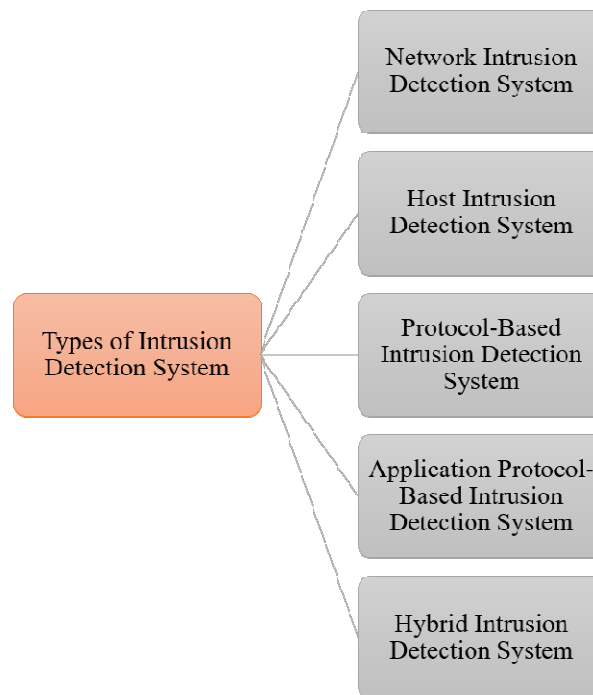 Network Intrusion
Detection System
Host Intrusion
Detection System
Types of Intrusion
Detection System
Protocol-Based
Intrusion Detection
System
Application Protocol-
Based Intrusion
Detection System
Hybrid Intrusion
Detection System